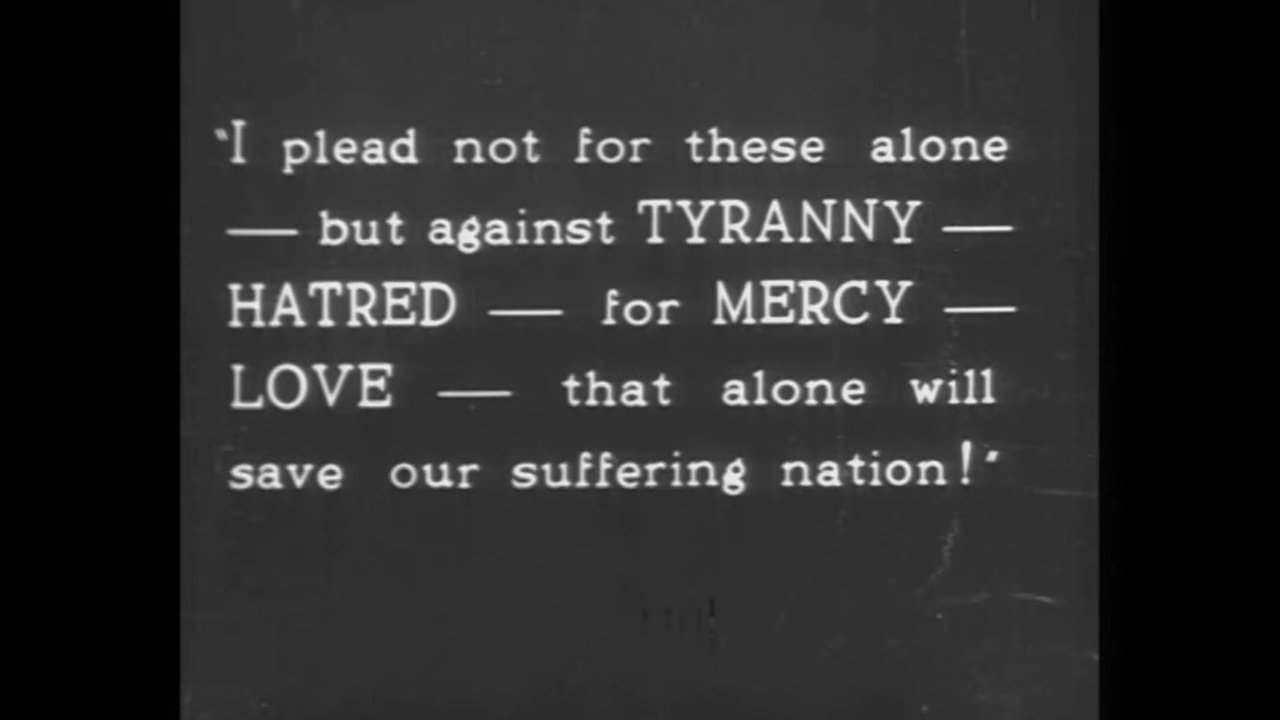 "I plead not for these alone
— but against TYRANNY —
HATRED — for MERCY —
LOVE — that alone will
save our suffering nation!"